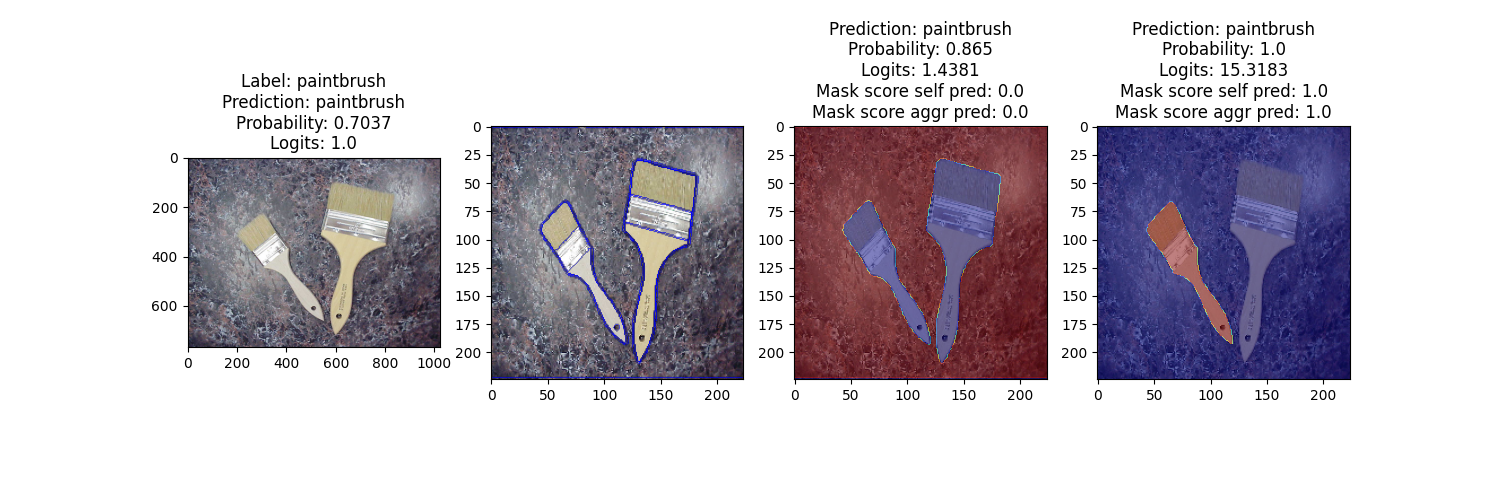 Label: paintbrush
Prediction: paintbrush
Probability: 0.7037
Logits: 1.0
0
200
400
600
0 200 400 600 800 1000
0
25
50
75
100
125
150
175
200
0 50 100 150 200
Prediction: paintbrush
Probability: 0.865
Logits: 1.4381
Mask score self pred: 0.0
Mask score aggr pred: 0.0
0
25
50
75
100
125
150
175
200
0 50 100 150 200
Prediction: paintbrush
Probability: 1.0
Logits: 15.3183
Mask score self pred: 1.0
Mask score aggr pred: 1.0
0
25
50
75
100
125
150
175
200
0 50 100 150 200